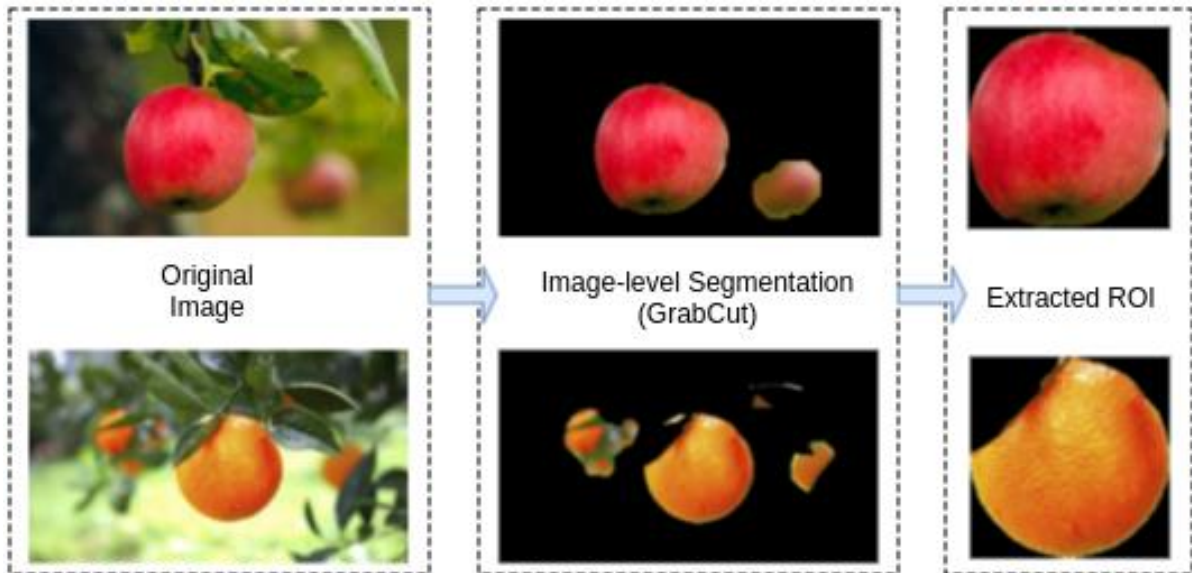 Original
Image
Image-level Segmentation
(GrabCut)
Extracted ROI